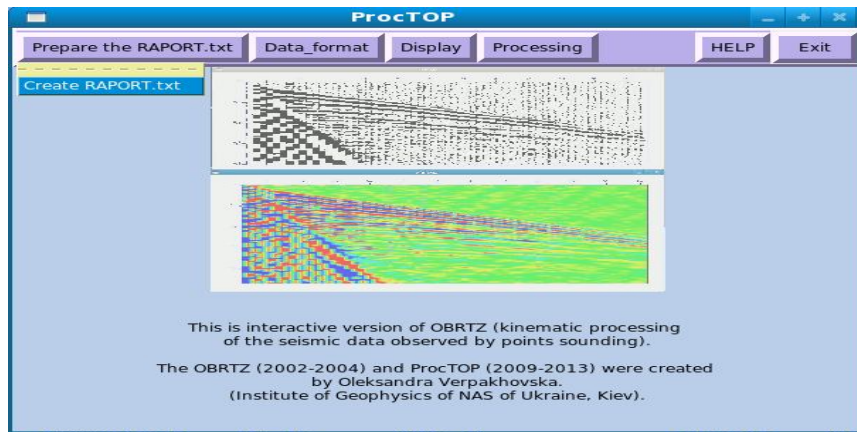 ProcTOP
Prepare the RAPORT.txt Data_format Display Processing HELP Exit
Create RAPORT.txt
This is interactive version of OBRTZ (kinematic processing
of the seismic data observed by points sounding).
The OBRTZ (2002-2004) and ProcTOP (2009-2013) were created
by Oleksandra Verpakhovska.
(Institute of Geophysics of NAS of Ukraine, Kiev).